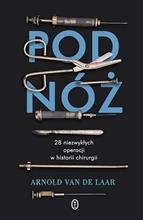 POD
NÓŻ
28 niezwykłych
operacji
w historii chirurgii
ARNOLD VAN DE LAAR